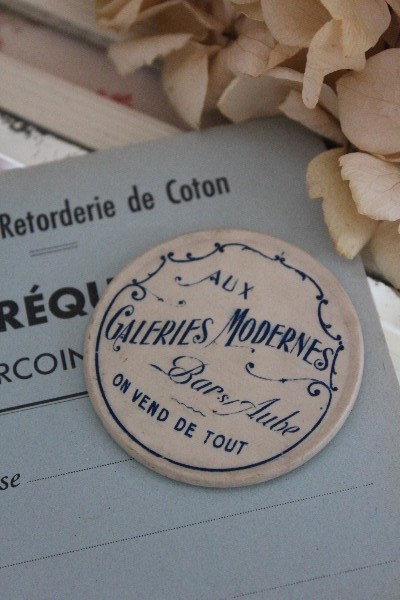 Retorderie de Coton
RÉQU
RCOIN
se
AUX
GALERIES MODERNES
Bar s/ Aube
ON VEND DE TOUT